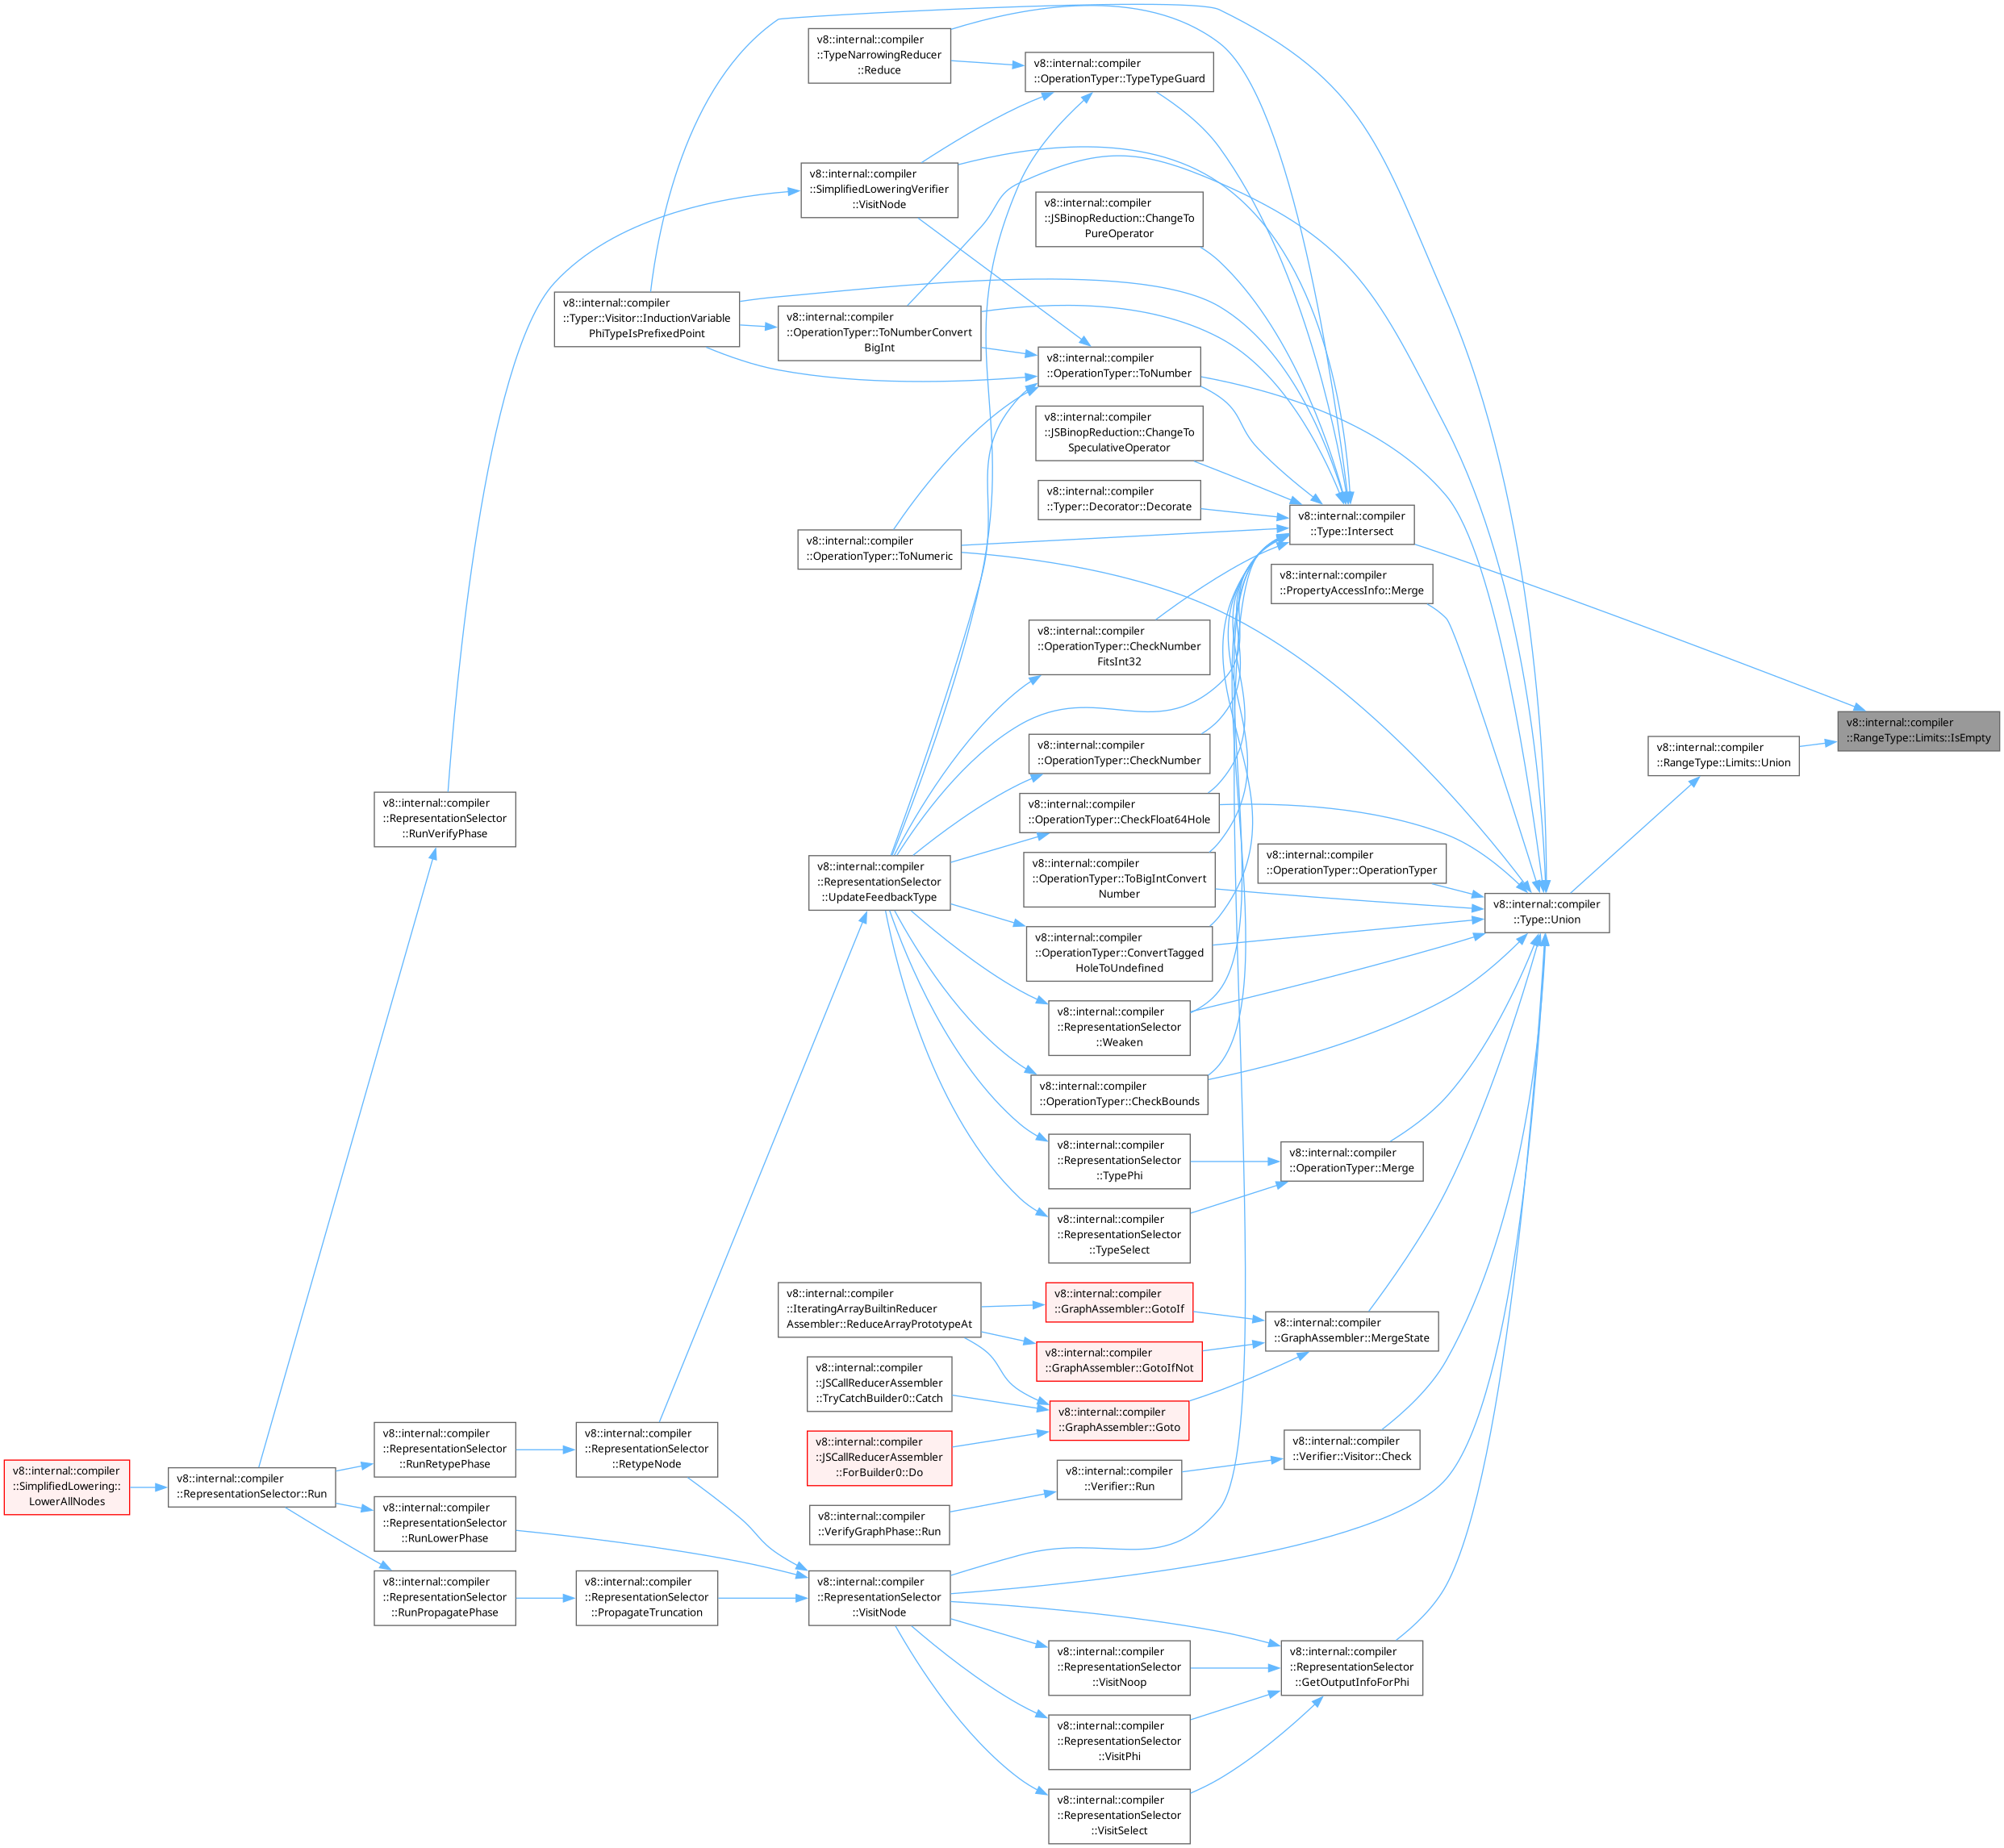 v8::internal::compiler
::TypeNarrowingReducer
::Reduce
v8::internal::compiler
::OperationTyper::TypeTypeGuard
v8::internal::compiler
::SimplifiedLoweringVerifier
::VisitNode
v8::internal::compiler
::JSBinopReduction::ChangeTo
PureOperator
v8::internal::compiler
::Typer::Visitor::InductionVariable
PhiTypeIsPrefixedPoint
v8::internal::compiler
::OperationTyper::ToNumberConvert
BigInt
v8::internal::compiler
::OperationTyper::ToNumber
v8::internal::compiler
::JSBinopReduction::ChangeTo
SpeculativeOperator
v8::internal::compiler
::Typer::Decorator::Decorate
v8::internal::compiler
::Type::Intersect
v8::internal::compiler
::OperationTyper::ToNumeric
v8::internal::compiler
::PropertyAccessInfo::Merge
v8::internal::compiler
::OperationTyper::CheckNumber
FitsInt32
v8::internal::compiler
::RangeType::Limits::IsEmpty
v8::internal::compiler
::RangeType::Limits::Union
v8::internal::compiler
::OperationTyper::CheckNumber
v8::internal::compiler
::RepresentationSelector
::RunVerifyPhase
v8::internal::compiler
::OperationTyper::CheckFloat64Hole
v8::internal::compiler
::RepresentationSelector
::UpdateFeedbackType
v8::internal::compiler
::OperationTyper::ToBigIntConvert
Number
v8::internal::compiler
::OperationTyper::OperationTyper
v8::internal::compiler
::Type::Union
v8::internal::compiler
::OperationTyper::ConvertTagged
HoleToUndefined
v8::internal::compiler
::RepresentationSelector
::Weaken
v8::internal::compiler
::OperationTyper::CheckBounds
v8::internal::compiler
::RepresentationSelector
::TypePhi
v8::internal::compiler
::OperationTyper::Merge
v8::internal::compiler
::RepresentationSelector
::TypeSelect
v8::internal::compiler
::IteratingArrayBuiltinReducer
Assembler::ReduceArrayPrototypeAt
v8::internal::compiler
::GraphAssembler::GotoIf
v8::internal::compiler
::GraphAssembler::MergeState
v8::internal::compiler
::GraphAssembler::GotoIfNot
v8::internal::compiler
::JSCallReducerAssembler
::TryCatchBuilder0::Catch
v8::internal::compiler
::GraphAssembler::Goto
v8::internal::compiler
::RepresentationSelector
::RunRetypePhase
v8::internal::compiler
::RepresentationSelector
::RetypeNode
v8::internal::compiler
::JSCallReducerAssembler
::ForBuilder0::Do
v8::internal::compiler
::Verifier::Visitor::Check
v8::internal::compiler
::SimplifiedLowering::
LowerAllNodes
v8::internal::compiler
::RepresentationSelector::Run
v8::internal::compiler
::Verifier::Run
v8::internal::compiler
::RepresentationSelector
::RunLowerPhase
v8::internal::compiler
::VerifyGraphPhase::Run
v8::internal::compiler
::RepresentationSelector
::RunPropagatePhase
v8::internal::compiler
::RepresentationSelector
::PropagateTruncation
v8::internal::compiler
::RepresentationSelector
::VisitNode
v8::internal::compiler
::RepresentationSelector
::VisitNoop
v8::internal::compiler
::RepresentationSelector
::GetOutputInfoForPhi
v8::internal::compiler
::RepresentationSelector
::VisitPhi
v8::internal::compiler
::RepresentationSelector
::VisitSelect